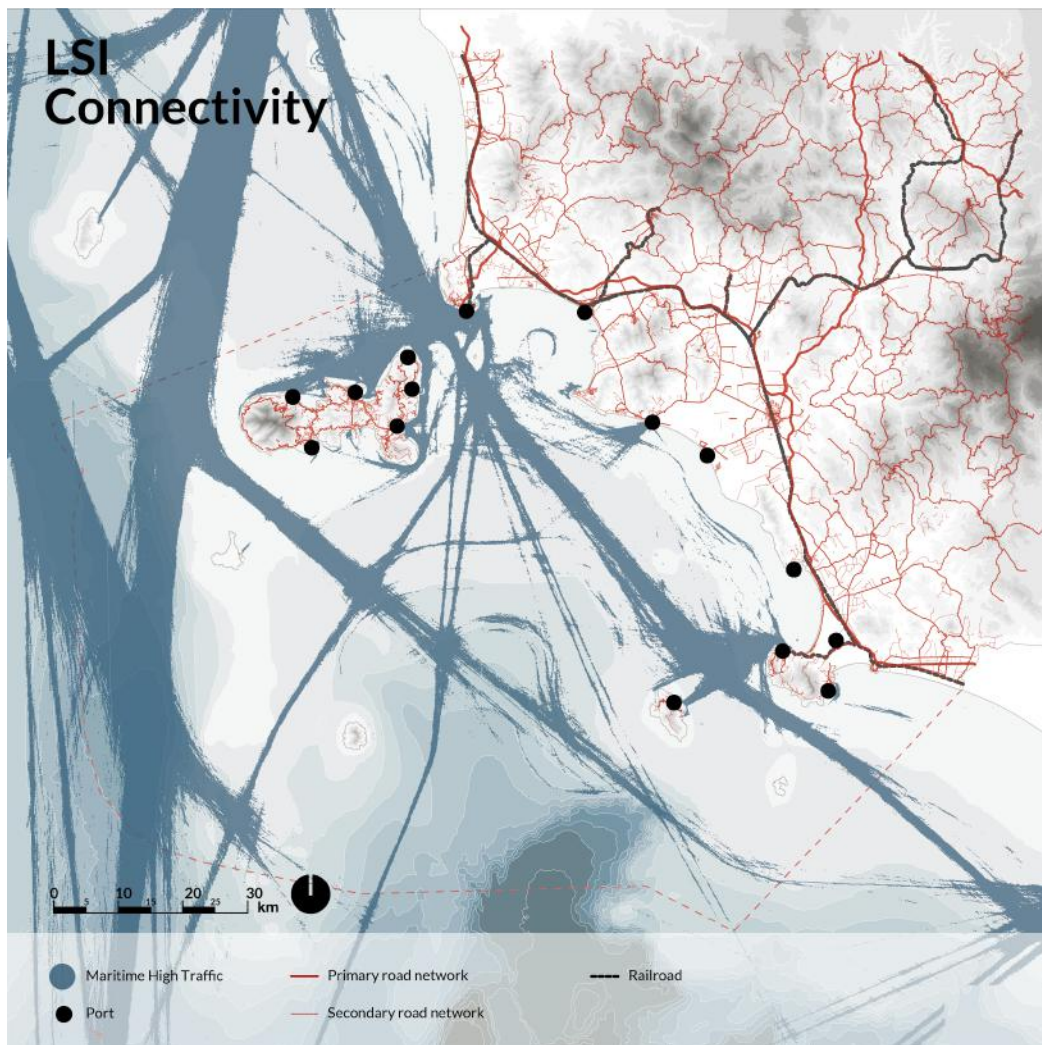 LSI
Connectivity
0 10 20 30
5 15 25 km
Maritime High Traffic
Primary road network
Railroad
Port
Secondary road network